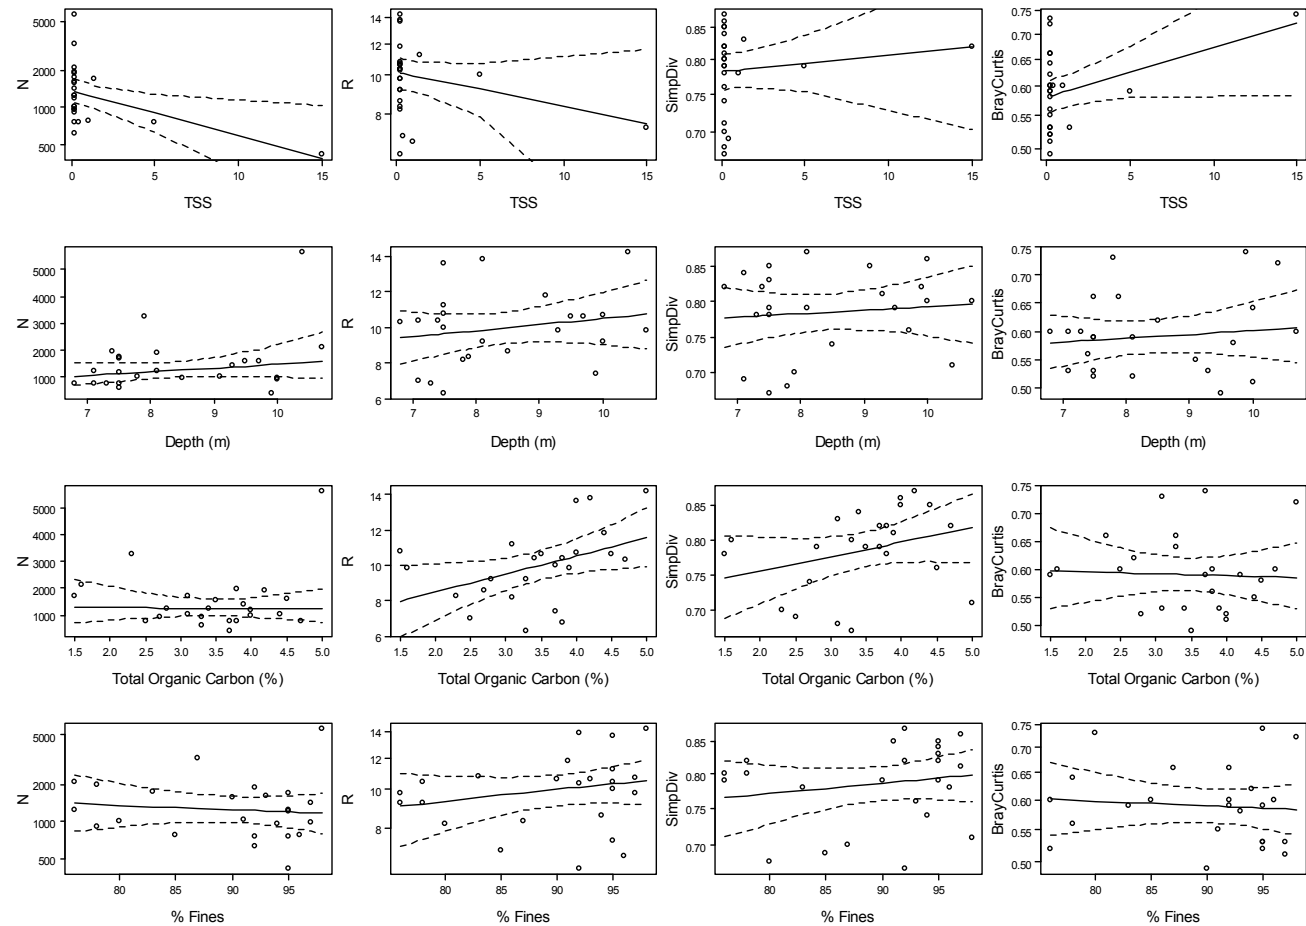 5000
2000
1000
500
N
0 5 10 15
TSS
14
12
10
8
R
0 5 10 15
TSS
0.85
0.80
0.75
0.70
SimpDiv
0 5 10 15
TSS
0.75
0.70
0.65
0.60
0.55
0.50
BrayCurtis
0 5 10 15
TSS
5000
4000
3000
2000
1000
N
7 8 9 10
Depth (m)
14
12
10
8
6
R
7 8 9 10
Depth (m)
0.85
0.80
0.75
0.70
SimpDiv
7 8 9 10
Depth (m)
0.75
0.70
0.65
0.60
0.55
0.50
BrayCurtis
7 8 9 10
Depth (m)
5000
4000
3000
2000
1000
N
1.5 2.0 2.5 3.0 3.5 4.0 4.5 5.0
Total Organic Carbon (%)
14
12
10
8
6
R
1.5 2.0 2.5 3.0 3.5 4.0 4.5 5.0
Total Organic Carbon (%)
0.85
0.80
0.75
0.70
SimpDiv
1.5 2.0 2.5 3.0 3.5 4.0 4.5 5.0
Total Organic Carbon (%)
0.75
0.70
0.65
0.60
0.55
0.50
BrayCurtis
1.5 2.0 2.5 3.0 3.5 4.0 4.5 5.0
Total Organic Carbon (%)
5000
2000
1000
500
N
80 85 90 95
% Fines
14
12
10
8
R
80 85 90 95
% Fines
0.85
0.80
0.75
0.70
SimpDiv
80 85 90 95
% Fines
0.75
0.70
0.65
0.60
0.55
0.50
BrayCurtis
80 85 90 95
% Fines